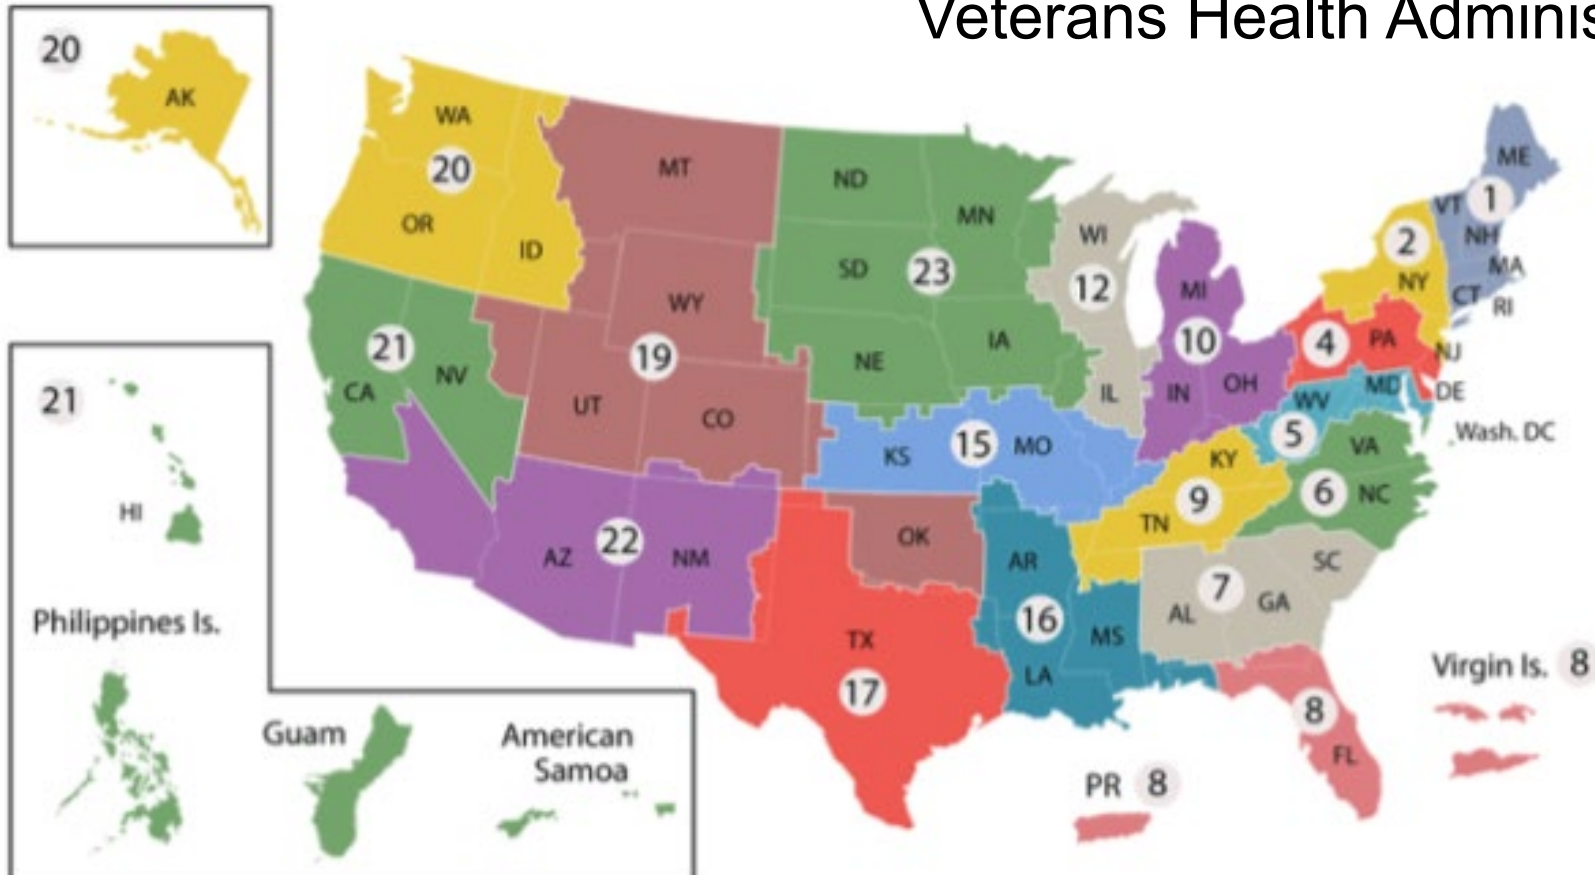 Veterans Health Adminis
20
AK
WA
20
OR
ID
MT
ND
MN
SD
23
WI
12
MI
10
ME
VT
1
NH
MA
CT
RI
2
NY
4
PA
NJ
DE
MD
WV
5
Wash. DC
21
CA
NV
WY
19
UT
CO
NE
IA
IL
IN
OH
KS
15
MO
KY
9
TN
VA
6
NC
AZ
22
NM
OK
AR
16
MS
LA
7
AL
GA
SC
TX
17
8
FL
Virgin Is. 8
PR 8
21
HI
Philippines Is.
Guam
American
Samoa